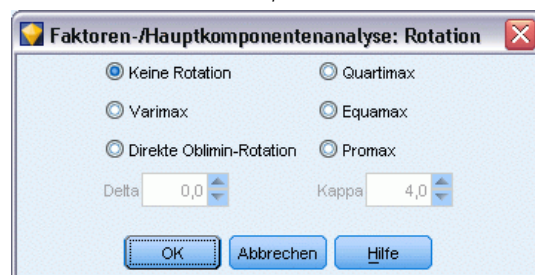 Faktoren-/Hauptkomponentenanalyse: Rotation
Keine Rotation Quartimax
Varimax Equamax
Direkte Oblimin-Rotation Promax
Delta 0,0 Kappa 4,0
OK Abbrechen Hilfe